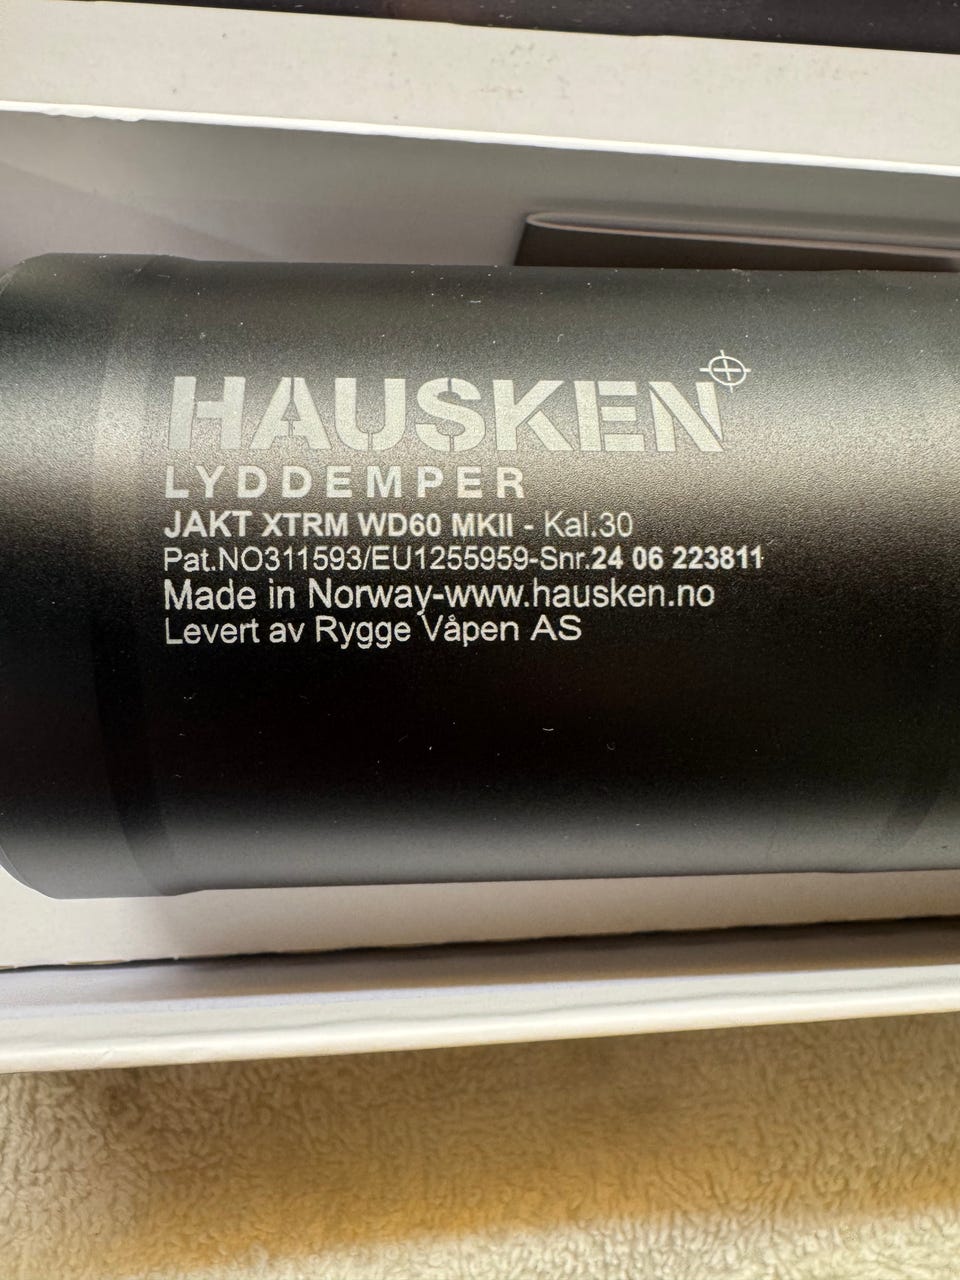 HAUSKEN
LYDDEMPER
JAKT XTRM WD60 MKII - Kal.30
Pat.NO311593/EU1255959-Snr.24 06 223811
Made in Norway-www.hausken.no
Levert av Rygge Våpen AS